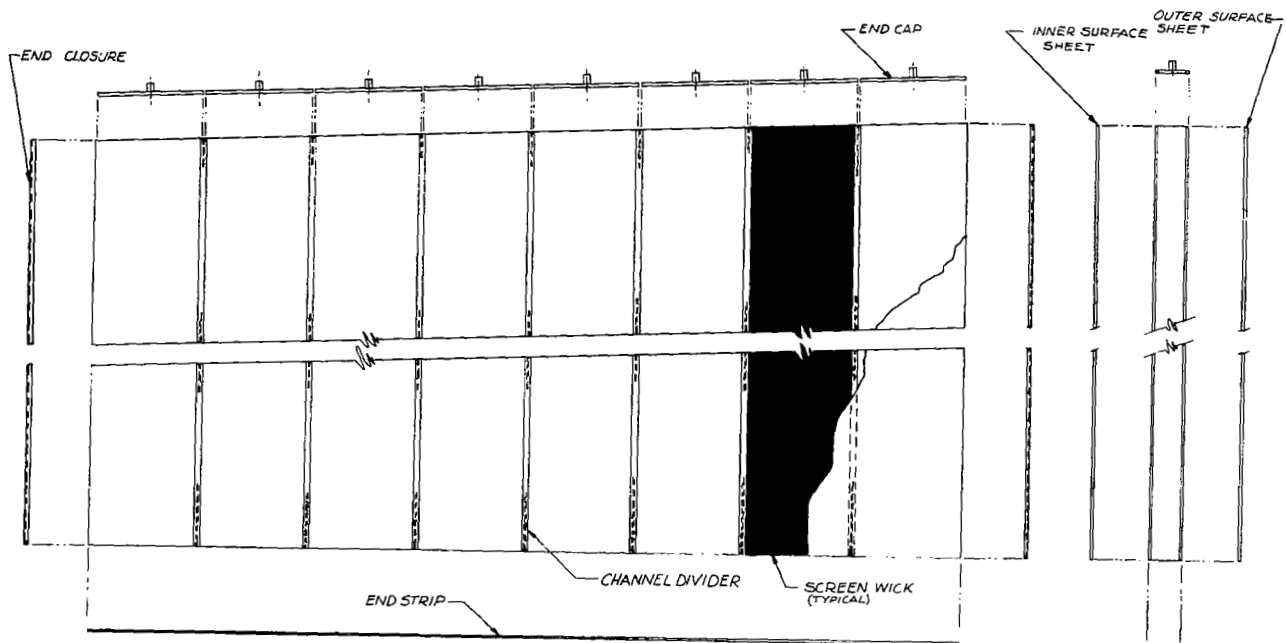 END CLOSURE
END CAP
INNER SURFACE
SHEET
OUTER SURFACE
SHEET
CHANNEL DIVIDER
SCREEN WICK
(TYPICAL)
END STRIP